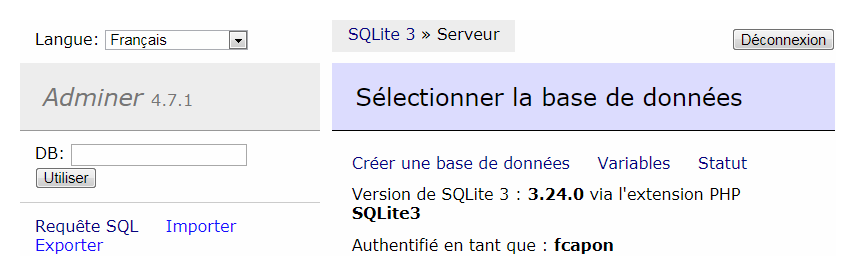 Langue: Français
Adminer 4.7.1
DB:
Utiliser
Requête SQL Importer
Exporter
SQLite 3 » Serveur
Déconnexion
Sélectionner la base de données
Créer une base de données Variables Statut
Version de SQLite 3 : 3.24.0 via l'extension PHP
SQLite3
Authentifié en tant que : fcapon